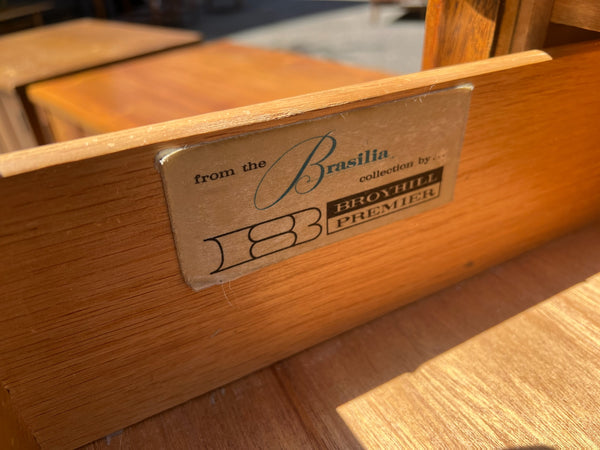 from the Brasilia
collection by...
B
BROYHILL
PREMIER